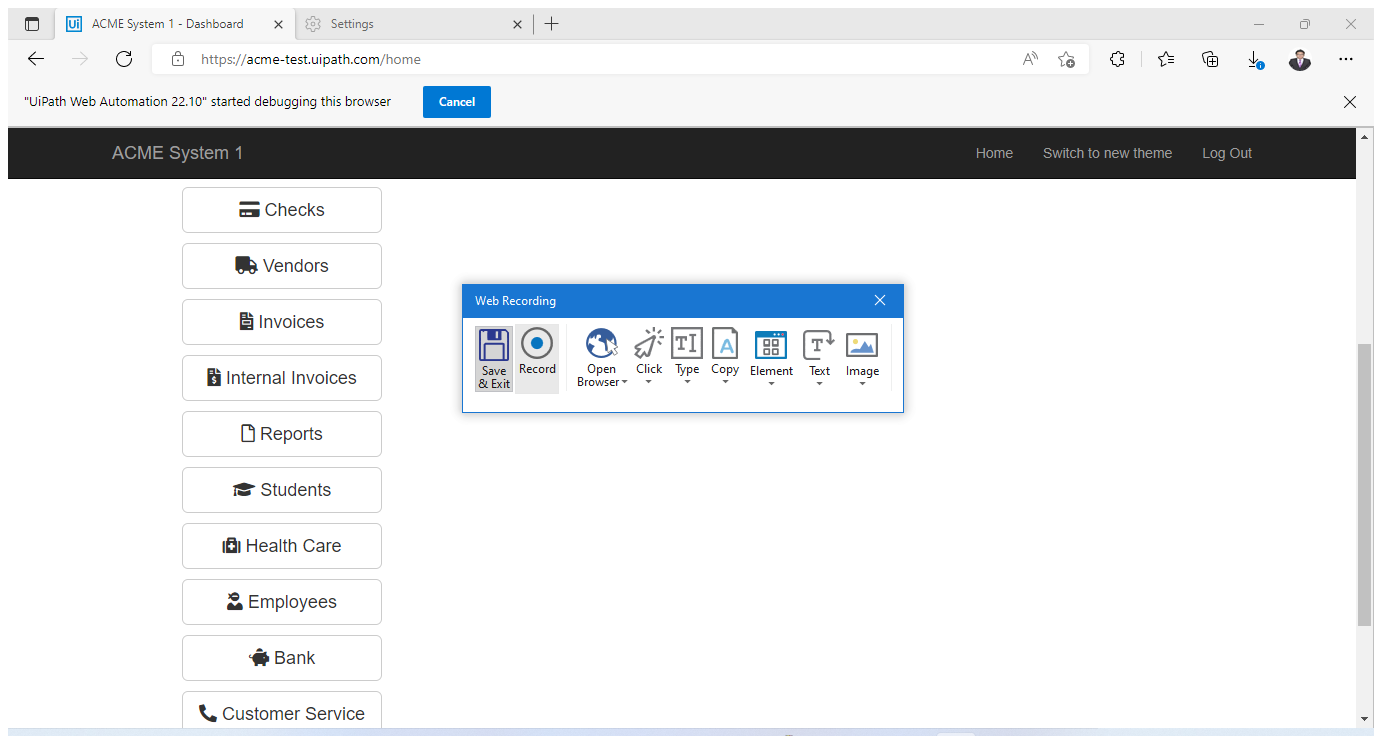 Ui ACME System 1 - Dashboard
Settings
https://acme-test.uipath.com/home
"UiPath Web Automation 22.10" started debugging this browser
Cancel
ACME System 1
Home
Switch to new theme
Log Out
Checks
Vendors
Invoices
Internal Invoices
Reports
Students
Health Care
Employees
Bank
Customer Service
Web Recording
Save
& Exit
Record
Open
Browser
Click
Type
Copy
Element
Text
Image